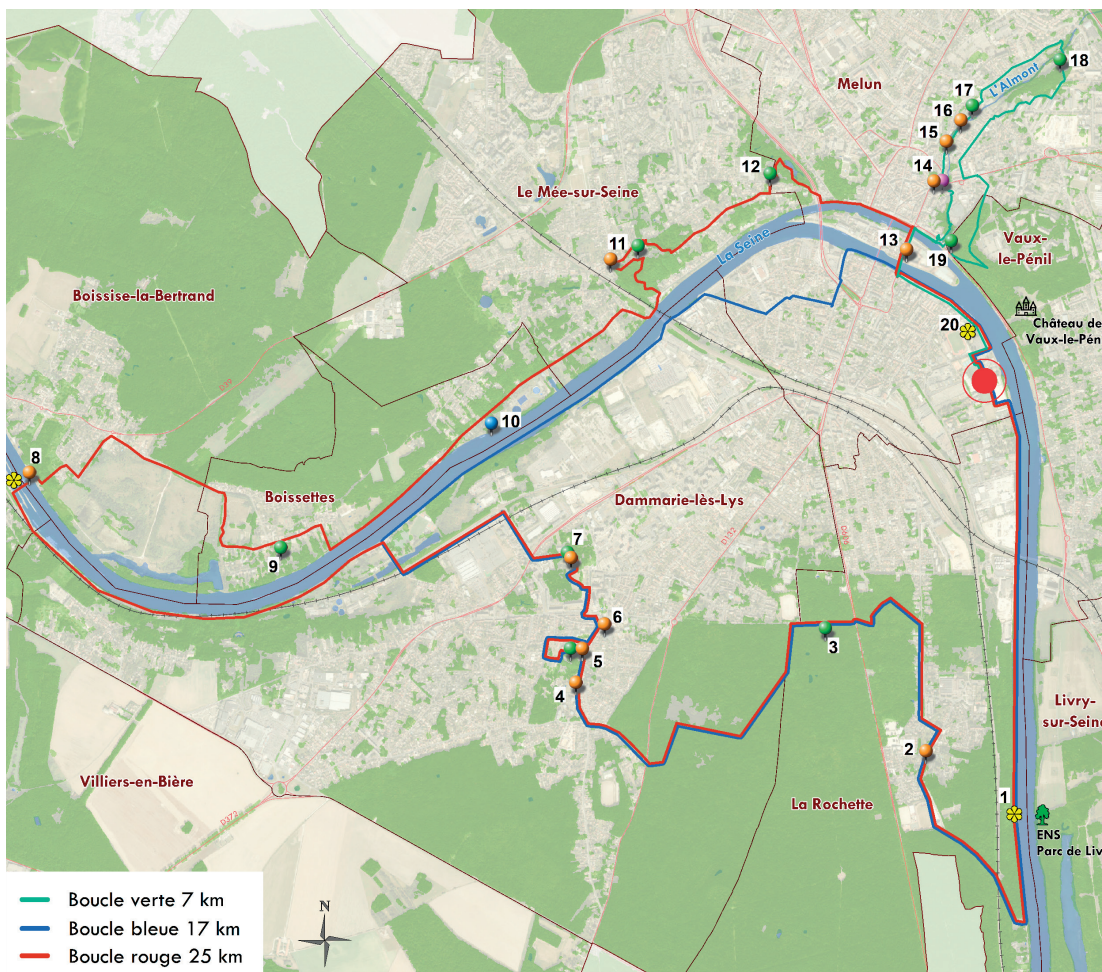 Melun
L'Almont
18
17
16
15
14
12
Le Mée-sur-Seine
La Seine
13
11
19
Vaux-
le-Pénil
Boissise-la-Bertrand
Château de
Vaux-le-Pén
20
D39
10
8
Boissettes
Dammarie-lès-Lys
D132
9
7
6
3
5
4
Livry-
sur-Seine
2
Villiers-en-Bière
La Rochette
1
D372
ENS
Parc de Liv
Boucle verte 7 km
Boucle bleue 17 km
Boucle rouge 25 km
N